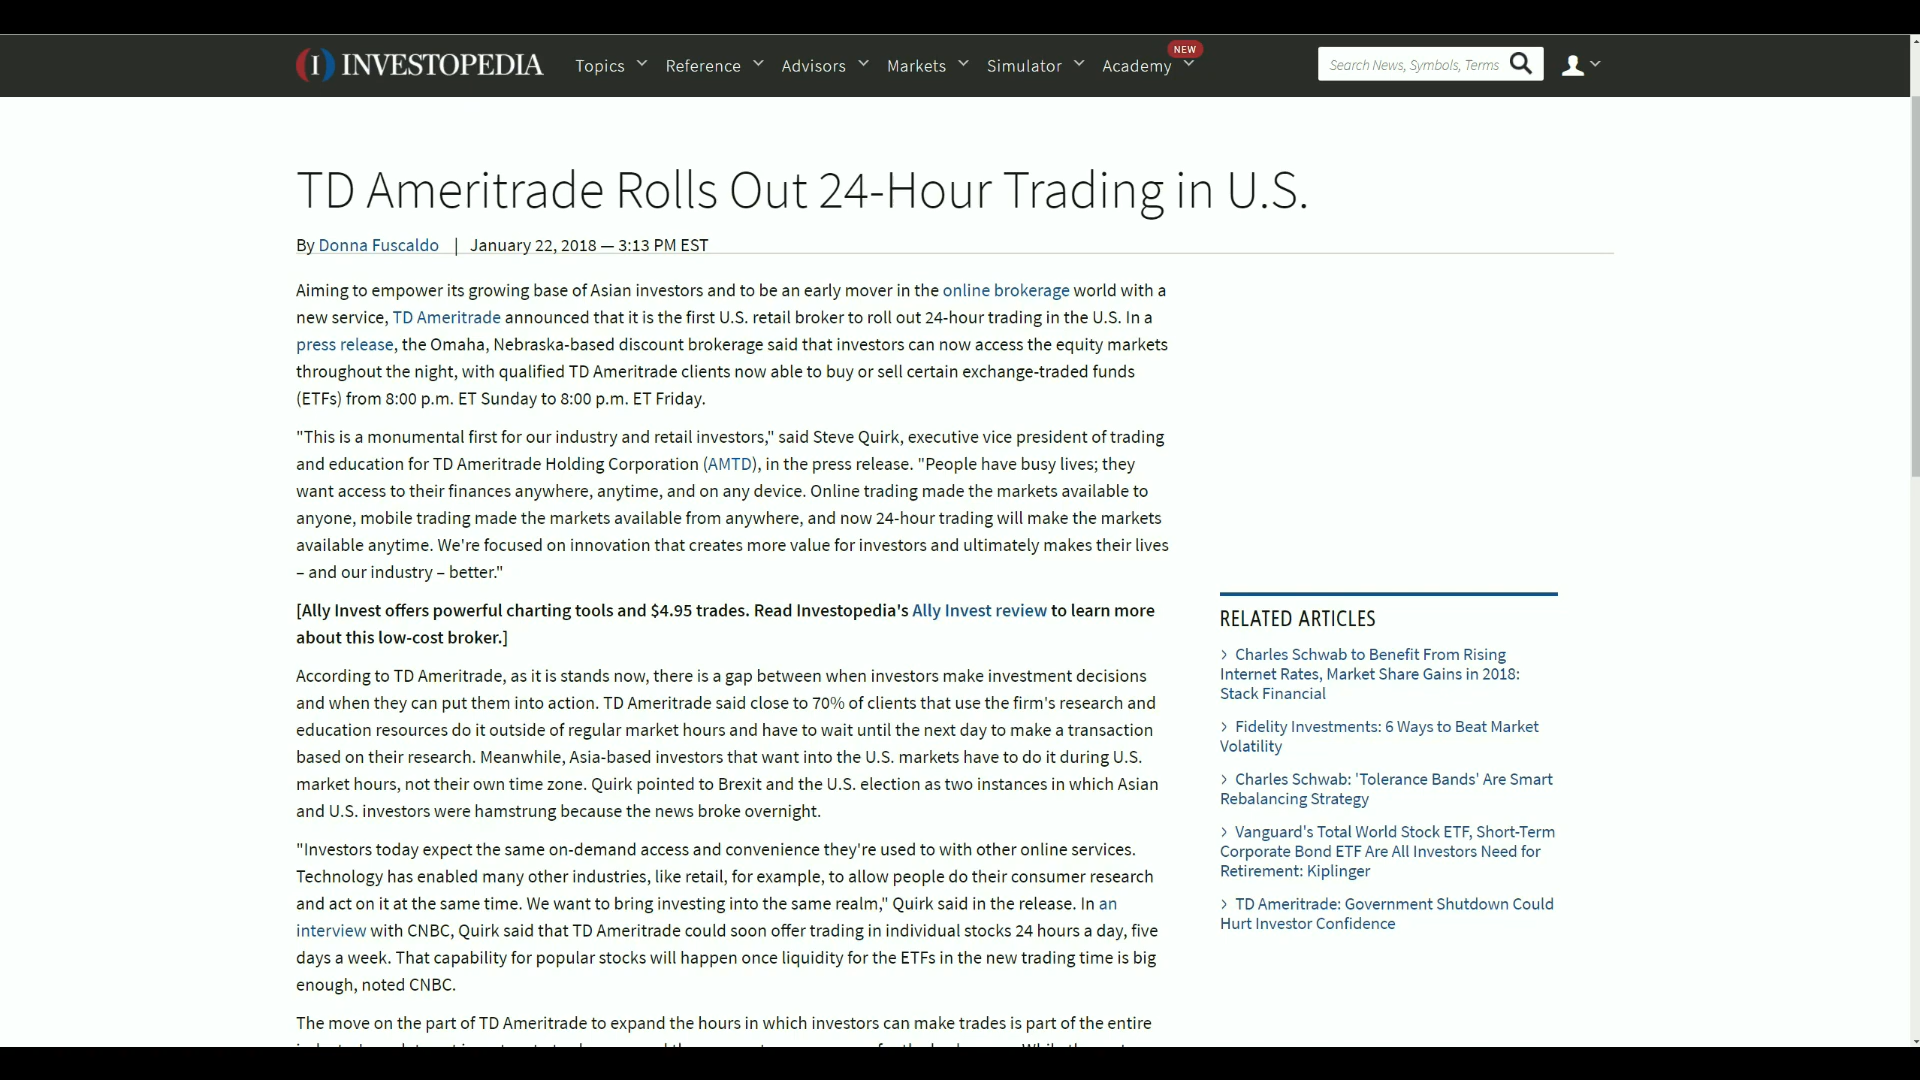 INVESTOPEDIA Topics Reference Advisors Markets Simulator Academy NEW Search News, Symbols, Terms
TD Ameritrade Rolls Out 24-Hour Trading in U.S.
By Donna Fuscaldo | January 22, 2018 — 3:13 PM EST
Aiming to empower its growing base of Asian investors and to be an early mover in the online brokerage world with a
new service, TD Ameritrade announced that it is the first U.S. retail broker to roll out 24-hour trading in the U.S. In a
press release, the Omaha, Nebraska-based discount brokerage said that investors can now access the equity markets
throughout the night, with qualified TD Ameritrade clients now able to buy or sell certain exchange-traded funds
(ETFs) from 8:00 p.m. ET Sunday to 8:00 p.m. ET Friday.
"This is a monumental first for our industry and retail investors," said Steve Quirk, executive vice president of trading
and education for TD Ameritrade Holding Corporation (AMTD), in the press release. "People have busy lives; they
want access to their finances anywhere, anytime, and on any device. Online trading made the markets available to
anyone, mobile trading made the markets available from anywhere, and now 24-hour trading will make the markets
available anytime. We're focused on innovation that creates more value for investors and ultimately makes their lives
– and our industry – better."
[Ally Invest offers powerful charting tools and $4.95 trades. Read Investopedia's Ally Invest review to learn more
about this low-cost broker.]
According to TD Ameritrade, as it is stands now, there is a gap between when investors make investment decisions
and when they can put them into action. TD Ameritrade said close to 70% of clients that use the firm's research and
education resources do it outside of regular market hours and have to wait until the next day to make a transaction
based on their research. Meanwhile, Asia-based investors that want into the U.S. markets have to do it during U.S.
market hours, not their own time zone. Quirk pointed to Brexit and the U.S. election as two instances in which Asian
and U.S. investors were hamstrung because the news broke overnight.
"Investors today expect the same on-demand access and convenience they're used to with other online services.
Technology has enabled many other industries, like retail, for example, to allow people do their consumer research
and act on it at the same time. We want to bring investing into the same realm," Quirk said in the release. In an
interview with CNBC, Quirk said that TD Ameritrade could soon offer trading in individual stocks 24 hours a day, five
days a week. That capability for popular stocks will happen once liquidity for the ETFs in the new trading time is big
enough, noted CNBC.
The move on the part of TD Ameritrade to expand the hours in which investors can make trades is part of the entire
RELATED ARTICLES
> Charles Schwab to Benefit From Rising
Internet Rates, Market Share Gains in 2018:
Stack Financial
> Fidelity Investments: 6 Ways to Beat Market
Volatility
> Charles Schwab: 'Tolerance Bands' Are Smart
Rebalancing Strategy
> Vanguard's Total World Stock ETF, Short-Term
Corporate Bond ETF Are All Investors Need for
Retirement: Kiplinger
> TD Ameritrade: Government Shutdown Could
Hurt Investor Confidence